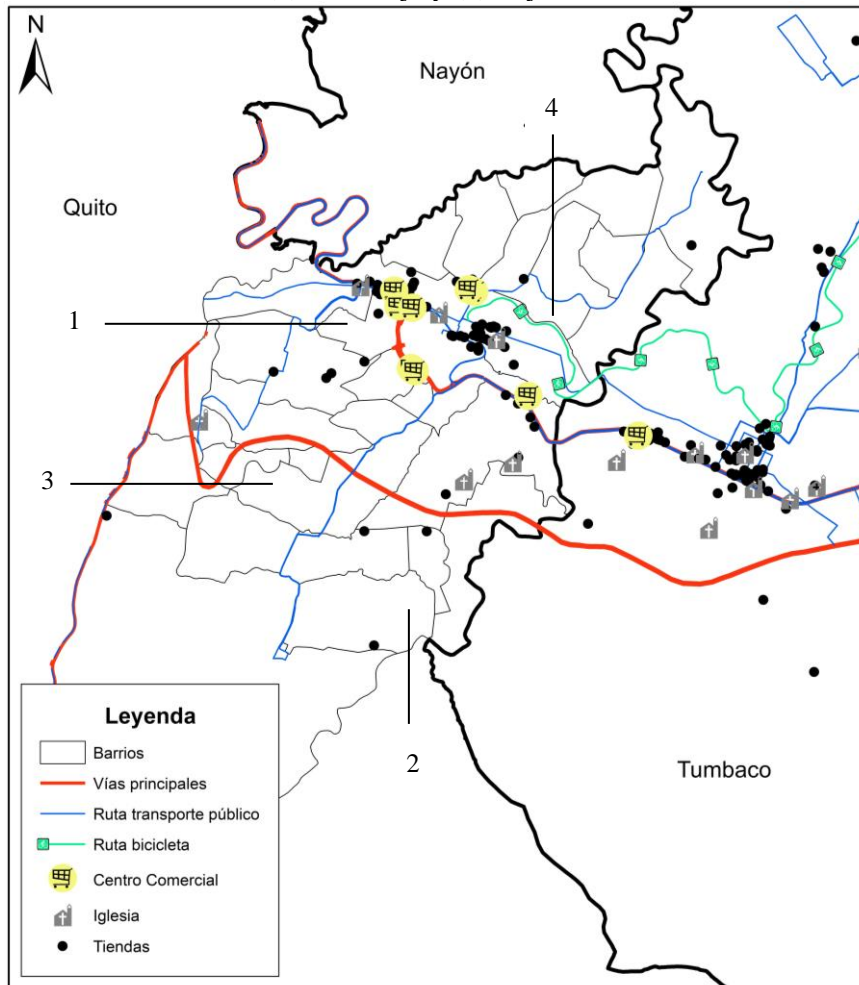 N
Nayón
4
Quito
1
3
2
Tumbaco
Leyenda
Barrios
Vías principales
Ruta transporte público
Ruta bicicleta
Centro Comercial
Iglesia
Tiendas